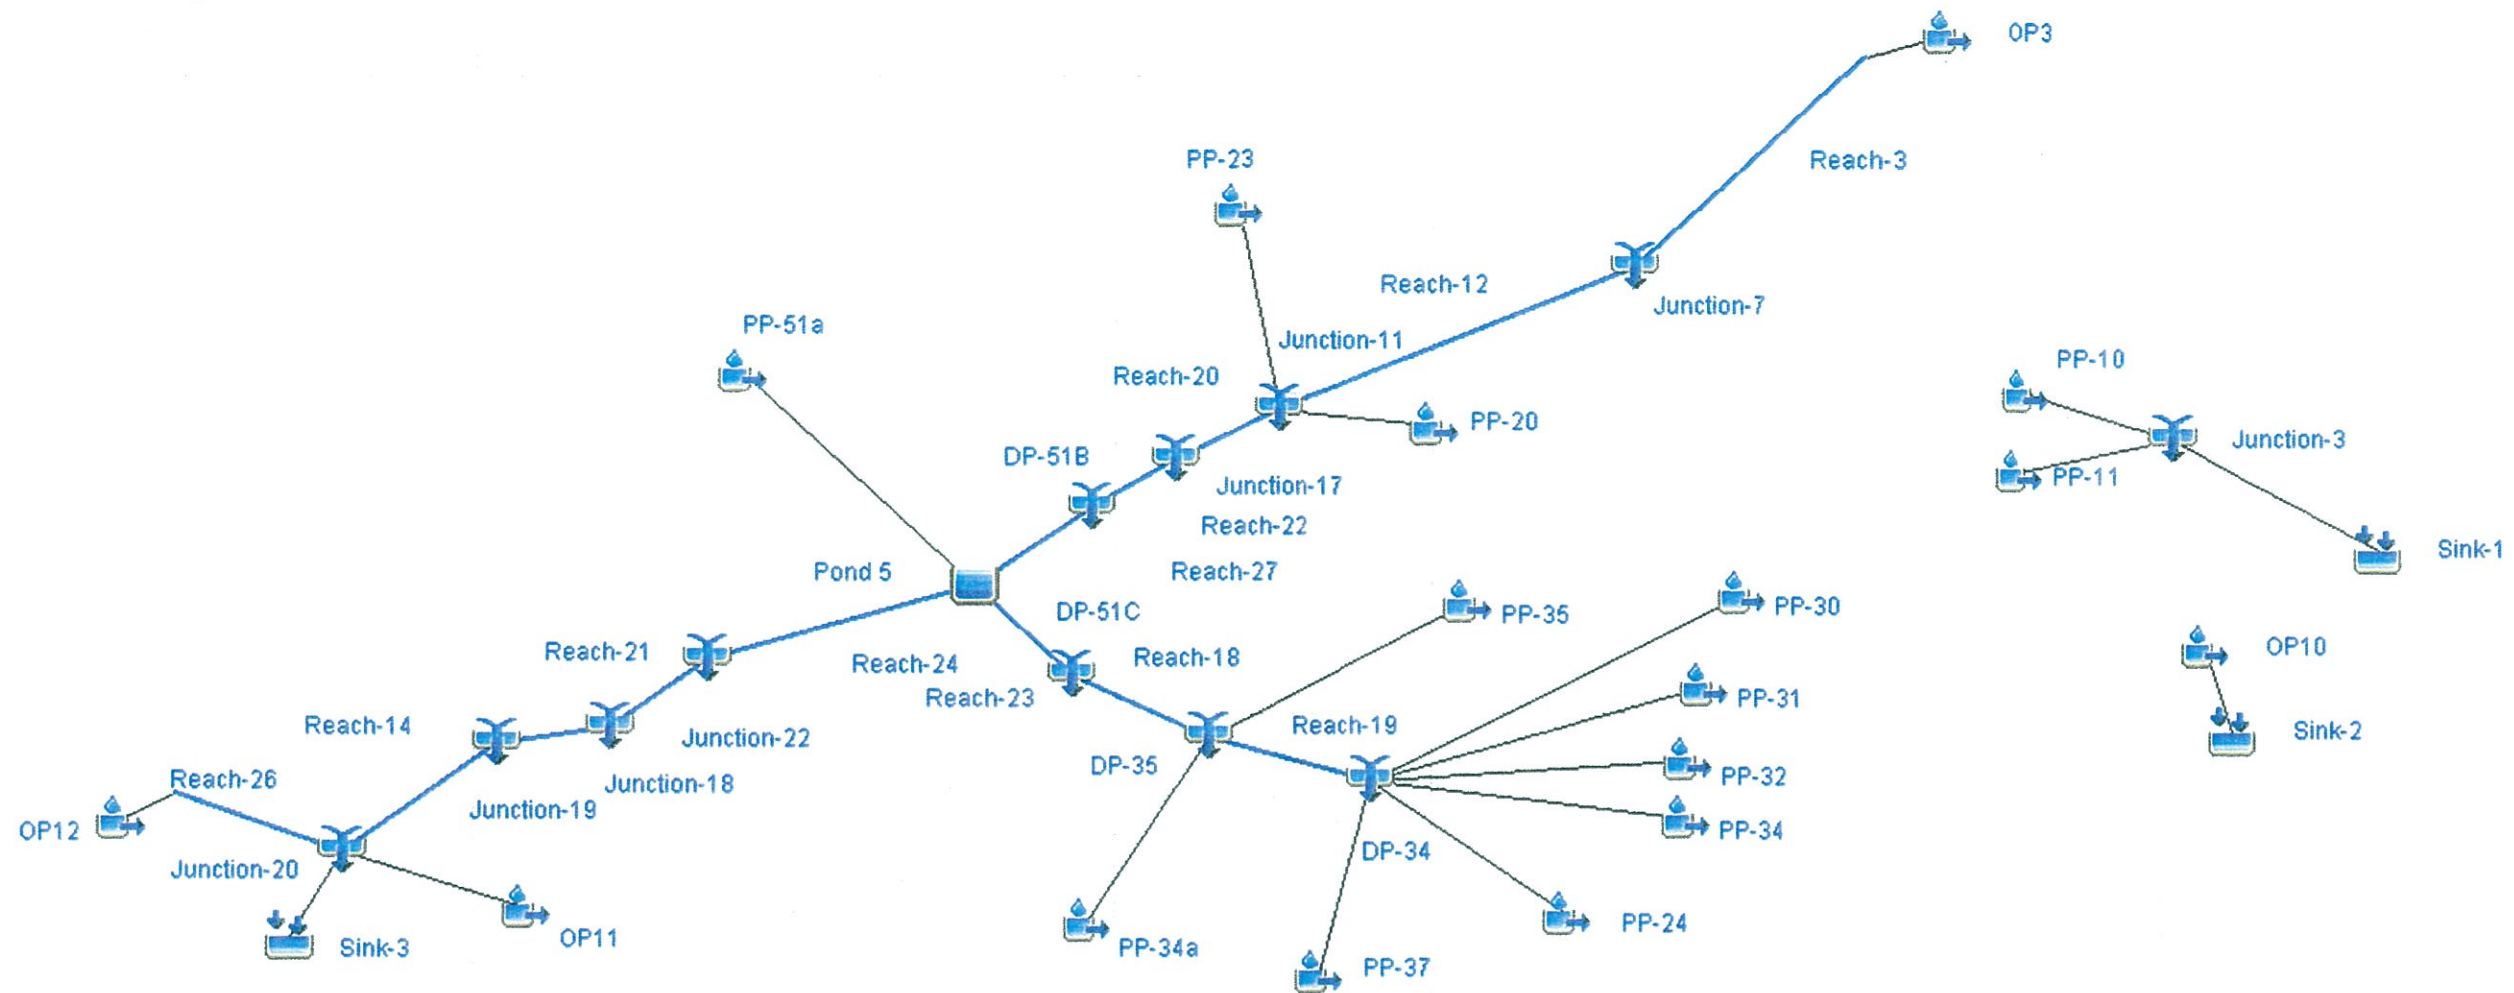 OP3
PP-23
Reach-3
Reach-12
Junction-7
PP-51a
Junction-11
PP-10
Reach-20
PP-20
Junction-3
DP-51B
PP-11
Junction-17
Reach-22
Sink-1
Pond 5
Reach-27
DP-51C
PP-35
PP-30
OP10
Reach-21
Reach-24
Reach-18
Reach-23
PP-31
Reach-14
Junction-22
Reach-19
Sink-2
DP-35
PP-32
Reach-26
Junction-18
Junction-19
OP12
PP-34
DP-34
Junction-20
PP-24
OP11
Sink-3
PP-34a
PP-37